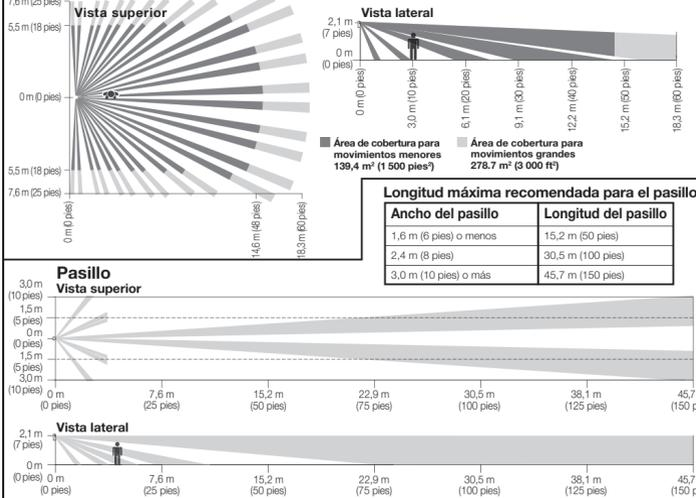 7,6 m (25 pies)
Vista superior
5,5 m (18 pies)
0 m (0 pies)
5,5 m (18 pies)
7,6 m (25 pies)
0 m (0 pies)
14,6 m (48 pies)
18,3 m (60 pies)
Vista lateral
2,1 m
(7 pies)
0 m
(0 pies)
0 m (0 pies)
3,0 m (10 pies)
6,1 m (20 pies)
9,1 m (30 pies)
12,2 m (40 pies)
15,2 m (50 pies)
18,3 m (60 pies)
Área de cobertura para
movimientos menores
139,4 m² (1 500 pies²)
Área de cobertura para
movimientos grandes
278.7 m² (3 000 ft²)
Longitud máxima recomendada para el pasillo
Ancho del pasillo
Longitud del pasillo
1,6 m (6 pies) o menos
15,2 m (50 pies)
2,4 m (8 pies)
30,5 m (100 pies)
3,0 m (10 pies) o más
45,7 m (150 pies)
Pasillo
Vista superior
3,0 m
(10 pies)
1,5 m
(5 pies)
0 m
(0 pies)
1,5 m
(5 pies)
3,0 m
(10 pies)
0 m
(0 pies)
7,6 m
(25 pies)
15,2 m
(50 pies)
22,9 m
(75 pies)
30,5 m
(100 pies)
38,1 m
(125 pies)
45,7
(150 p
Vista lateral
2,1 m
(7 pies)
0 m
(0 pies)
0 m
(0 pies)
7,6 m
(25 pies)
15,2 m
(50 pies)
22,9 m
(75 pies)
30,5 m
(100 pies)
38,1 m
(125 pies)
45,7
(150 p